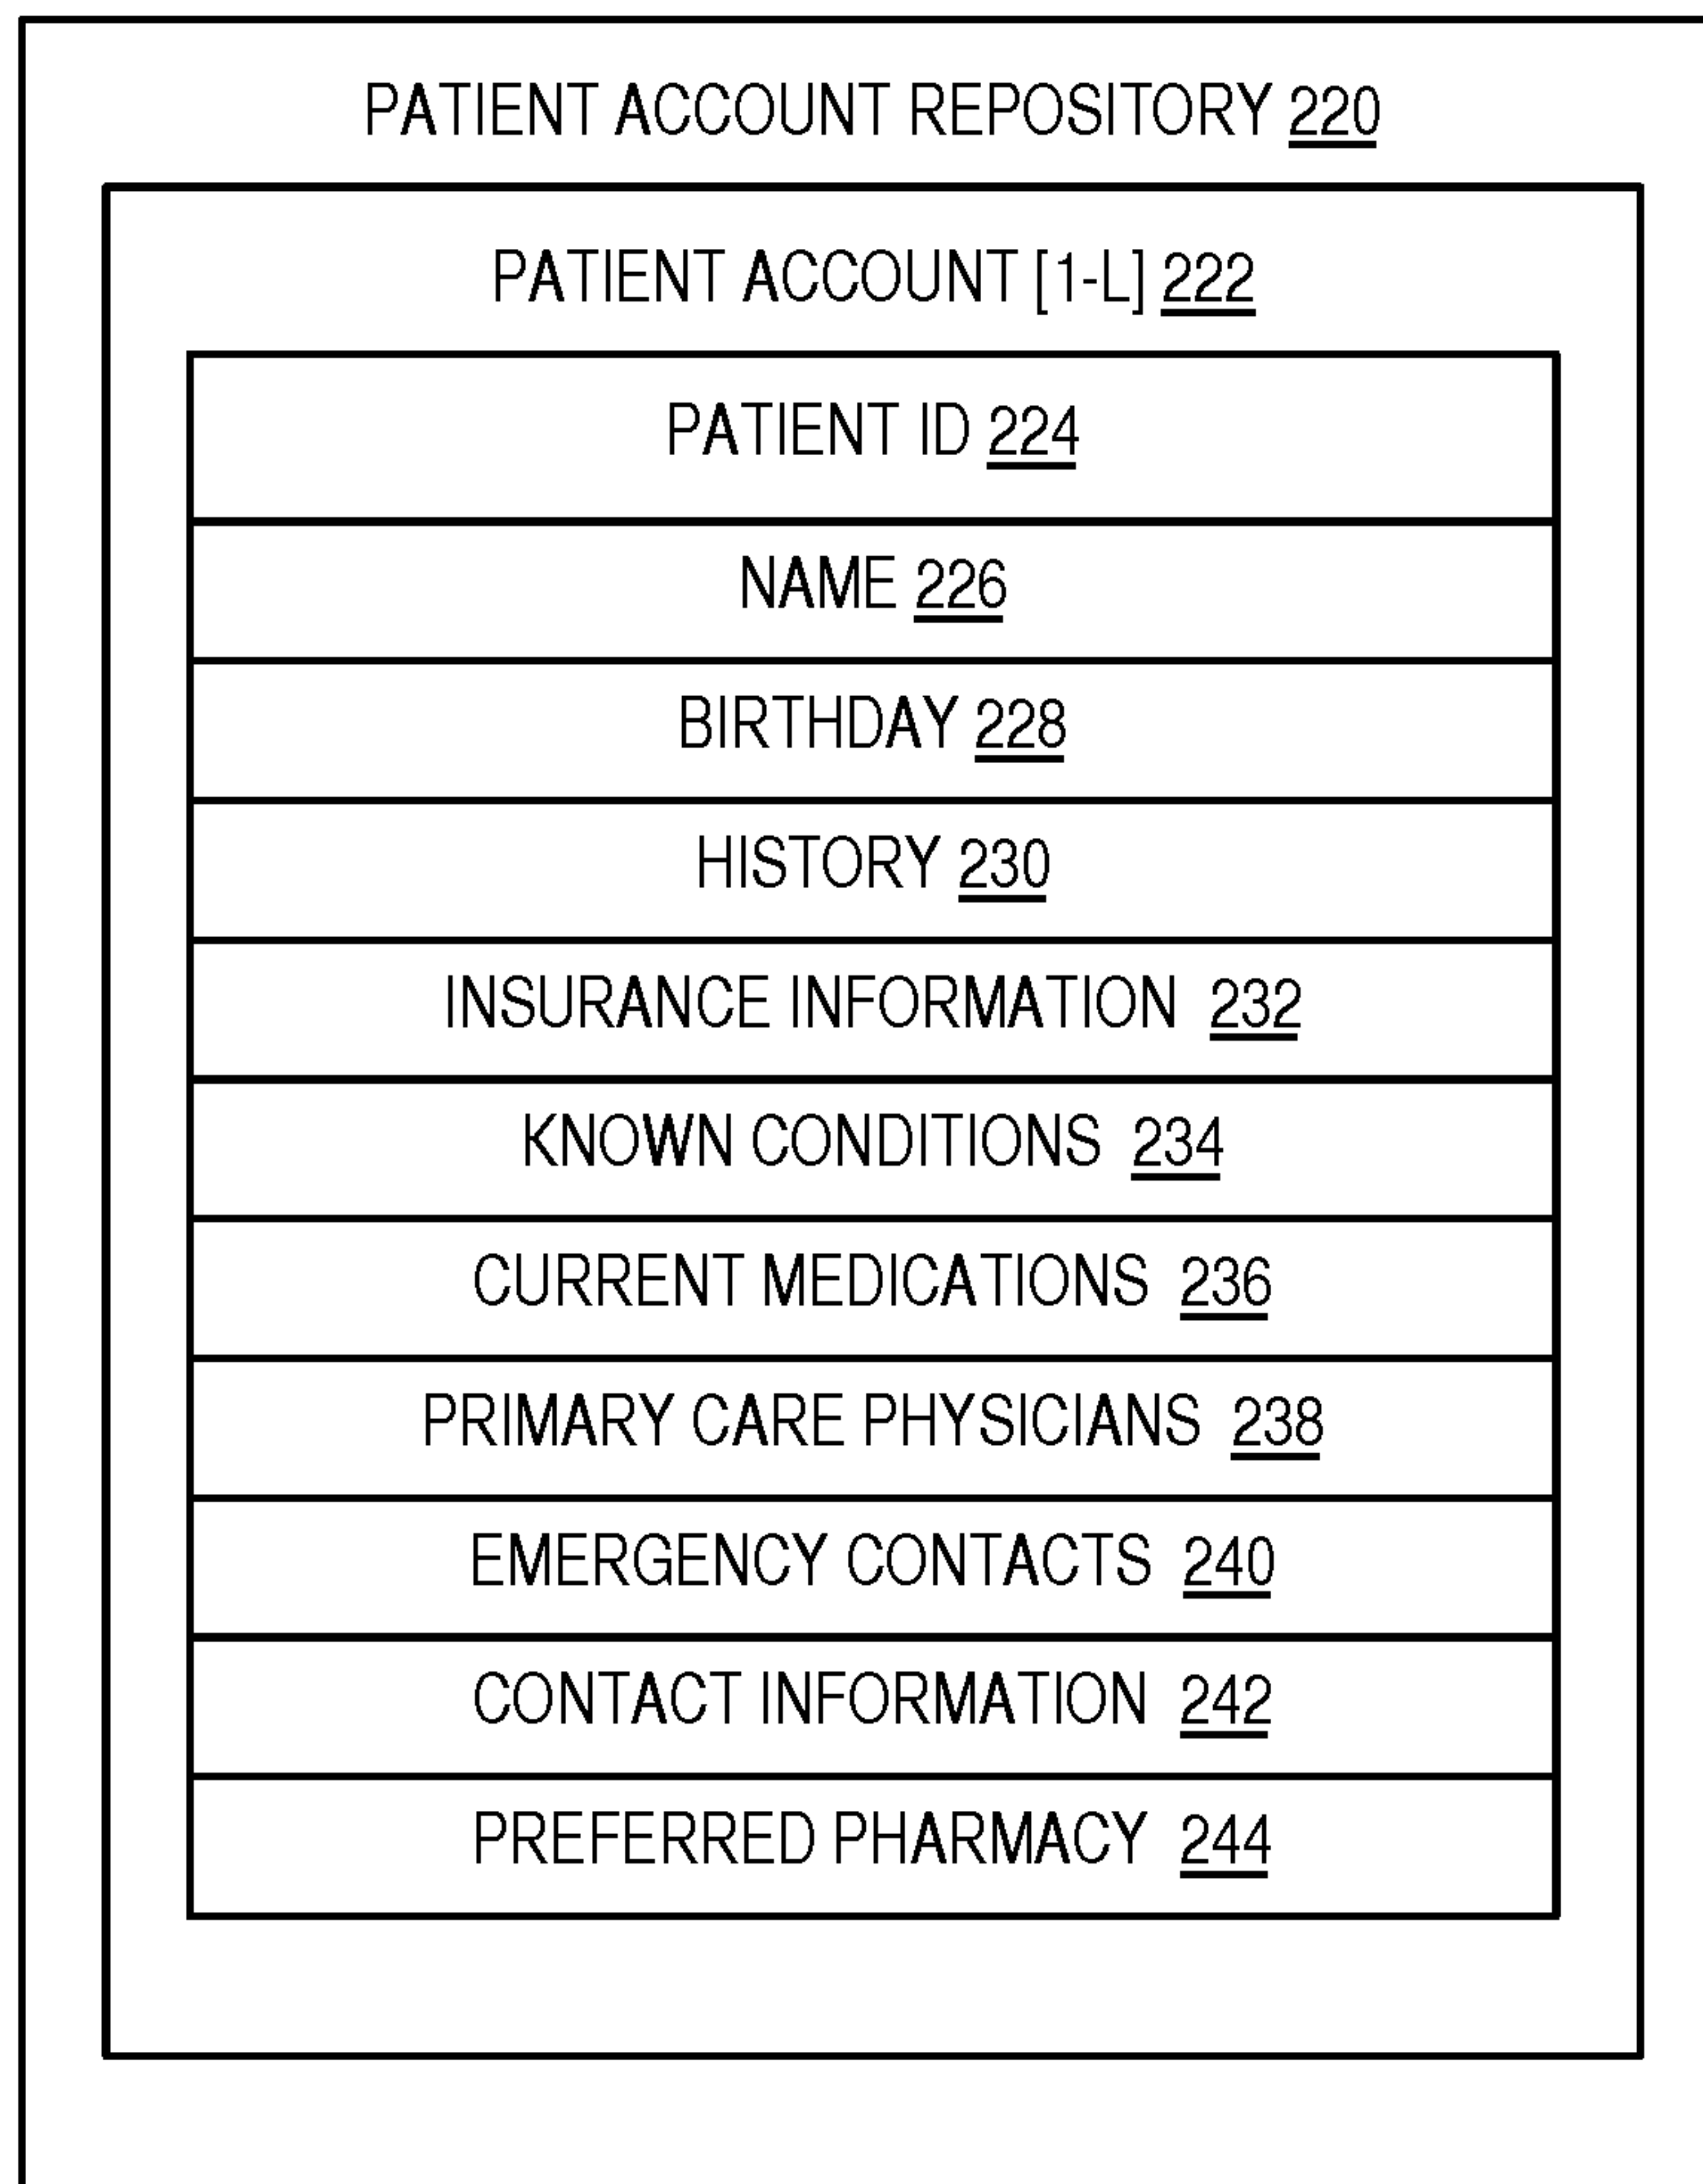 PATIENT ACCOUNT REPOSITORY 220
PATIENT ACCOUNT [1-L] 222
PATIENT ID 224
NAME 226
BIRTHDAY 228
HISTORY 230
INSURANCE INFORMATION 232
KNOWN CONDITIONS 234
CURRENT MEDICATIONS 236
PRIMARY CARE PHYSICIANS 238
EMERGENCY CONTACTS 240
CONTACT INFORMATION 242
PREFERRED PHARMACY 244